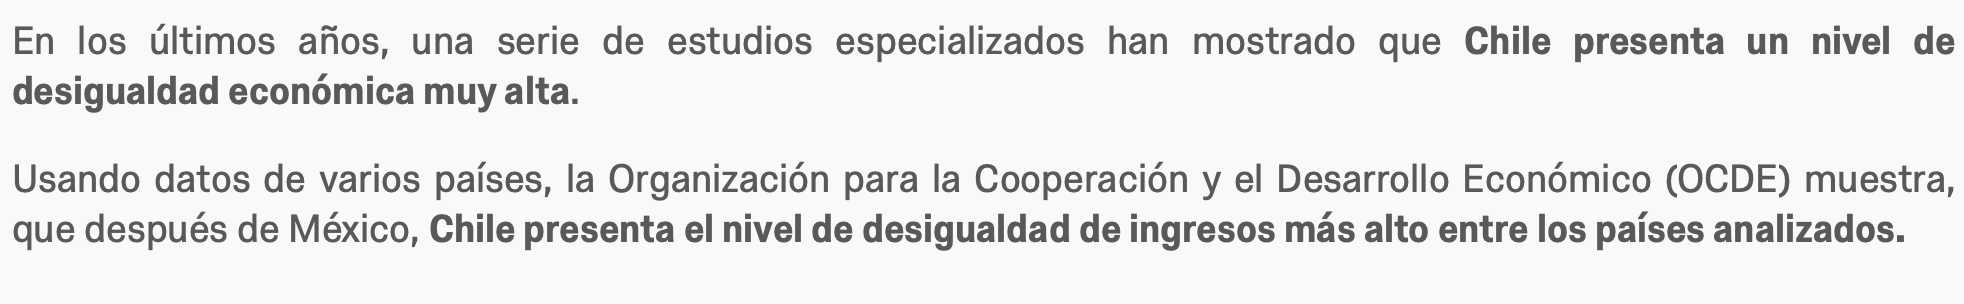 En los últimos años, una serie de estudios especializados han mostrado que Chile presenta un nivel de
desigualdad económica muy alta.
Usando datos de varios países, la Organización para la Cooperación y el Desarrollo Económico (OCDE) muestra,
que después de México, Chile presenta el nivel de desigualdad de ingresos más alto entre los países analizados.